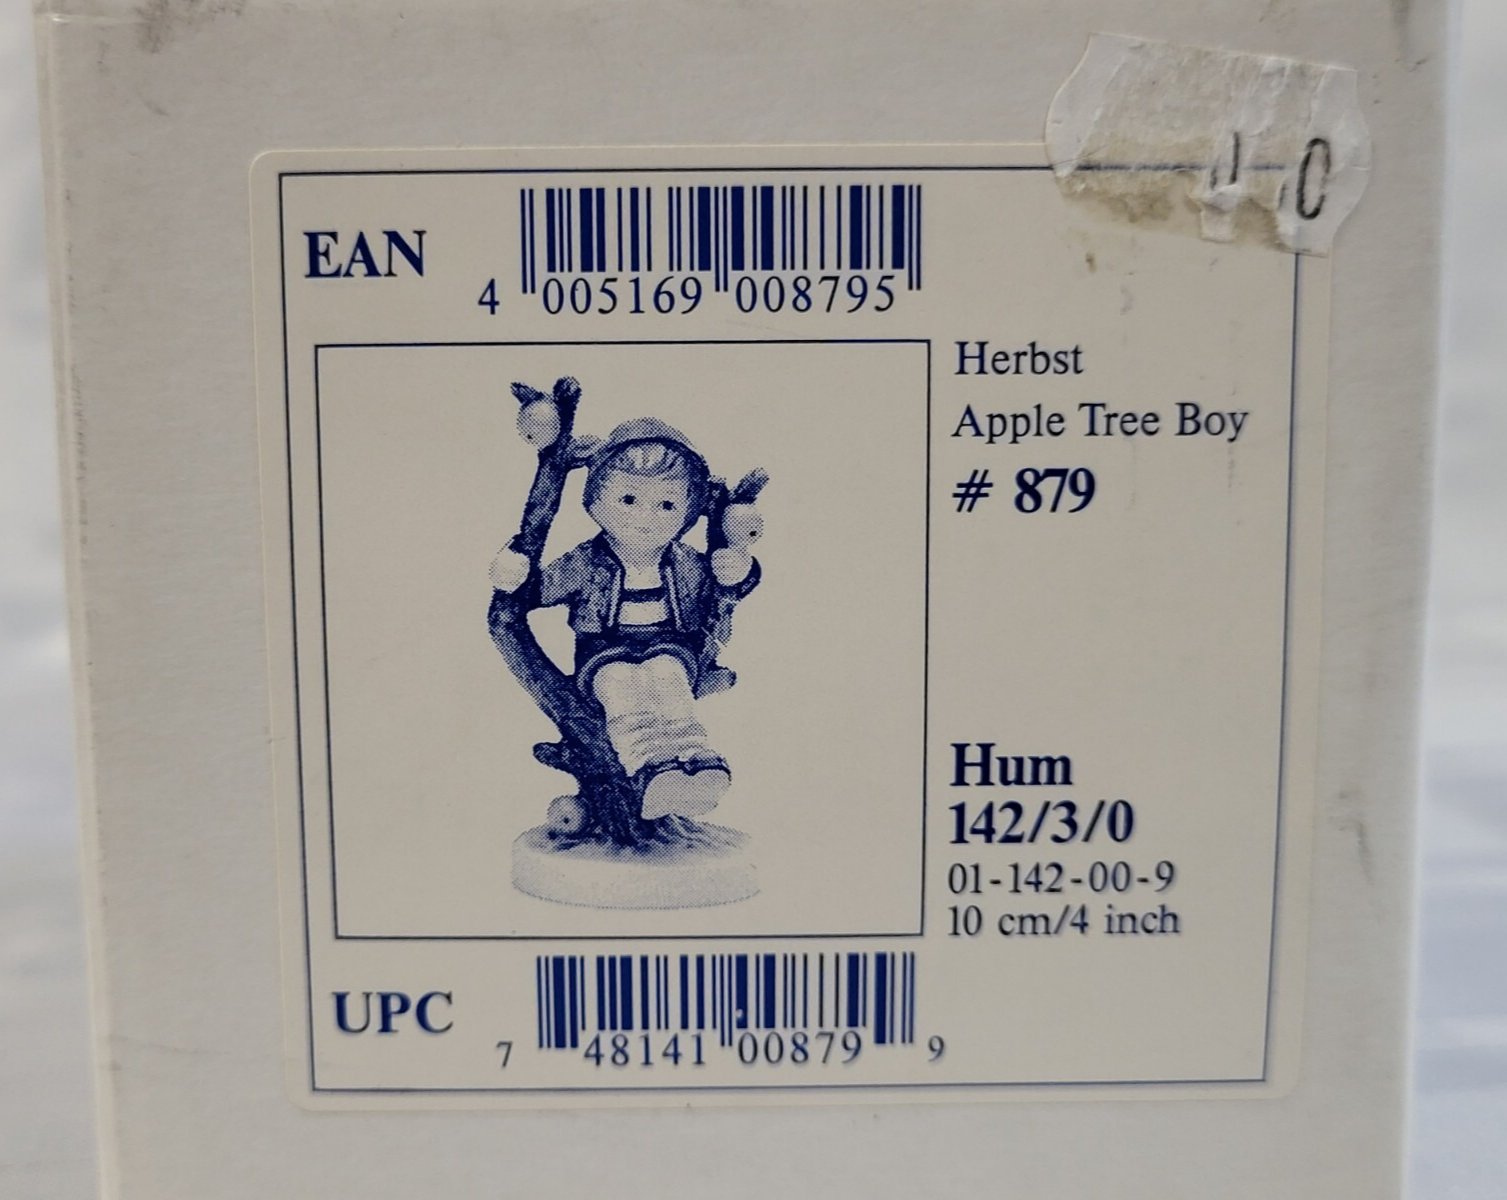 EAN
4 005169 008795
Herbst
Apple Tree Boy
# 879
Hum
142/3/0
01-142-00-9
10 cm/4 inch
UPC
7 48141 00879 9